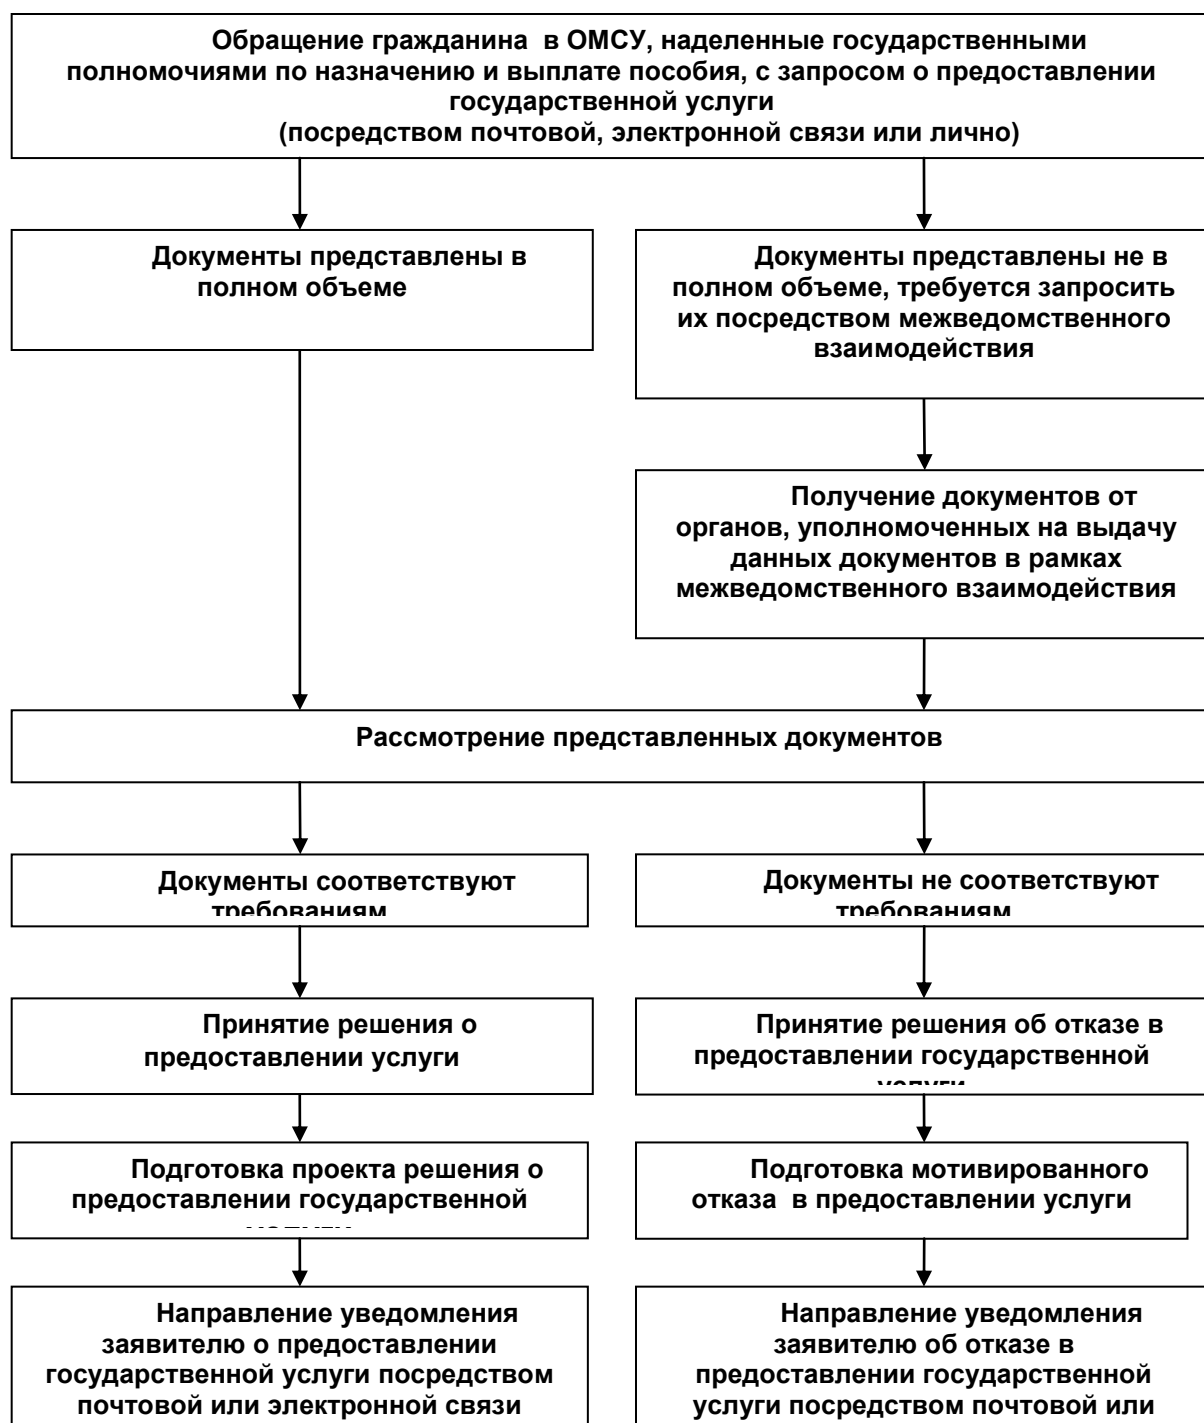 Обращение гражданина  в ОМСУ, наделенные государственными
полномочиями по назначению и выплате пособия, с запросом о предоставлении
государственной услуги
(посредством почтовой, электронной связи или лично)
Документы представлены в
полном объеме
Документы представлены не в
полном объеме, требуется запросить
их посредством межведомственного
взаимодействия
Получение документов от
органов, уполномоченных на выдачу
данных документов в рамках
межведомственного взаимодействия
Рассмотрение представленных документов
Документы соответствуют
требованиям
Документы не соответствуют
требованиям
Принятие решения о
предоставлении услуги
Принятие решения об отказе в
предоставлении государственной
услуги
Подготовка проекта решения о
предоставлении государственной
Подготовка мотивированного
отказа  в предоставлении услуги
Направление уведомления
заявителю о предоставлении
государственной услуги посредством
почтовой или электронной связи
Направление уведомления
заявителю об отказе в
предоставлении государственной
услуги посредством почтовой или